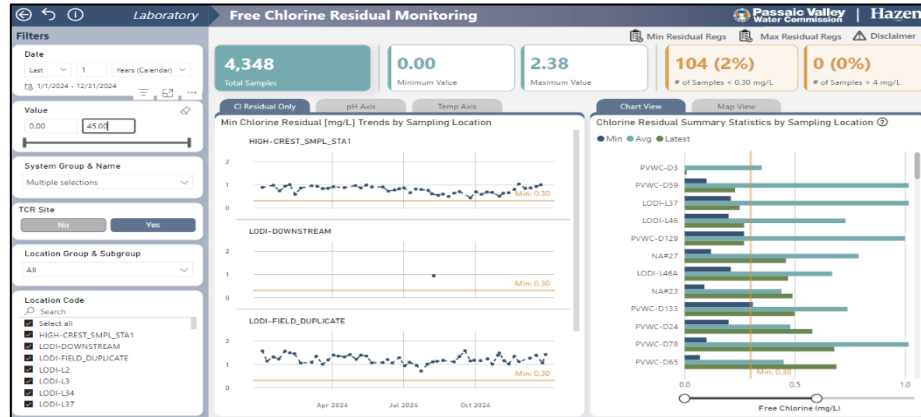 Laboratory
Free Chlorine Residual Monitoring
Passaic Valley
Water Commission
Hazen
Filters
Min Residual Regs
Max Residual Regs
Disclaimer
Date
Last
1
Years (Calendar)
1/1/2024 - 12/31/2024
Value
0.00
45.00
System Group & Name
Multiple selections
TCR Site
No
Yes
Location Group & Subgroup
All
Location Code
Search
Select all
HIGH-CREST_SMPL_STA1
LODI-DOWNSTREAM
LODI-FIELD_DUPLICATE
LODI-L2
LODI-L3
LODI-L34
LODI-L37
4,348
Total Samples
0.00
Minimum Value
2.38
Maximum Value
104 (2%)
# of Samples < 0.30 mg/L
0 (0%)
# of Samples > 4 mg/L
Cl Residual Only
pH Axis
Temp Axis
Min Chlorine Residual [mg/L] Trends by Sampling Location
HIGH-CREST_SMPL_STA1
2
1
0
Min: 0.30
LODI-DOWNSTREAM
2
1
0
Min: 0.30
LODI-FIELD_DUPLICATE
2
1
0
Min: 0.30
Apr 2024
Jul 2024
Oct 2024
Chart View
Map View
Chlorine Residual Summary Statistics by Sampling Location
Min
Avg
Latest
PVWC-D3
PVWC-D59
LODI-L37
LODI-L46
PVWC-D129
NA#27
LODI-L46A
NA#23
PVWC-D133
PVWC-D24
PVWC-D78
PVWC-D65
Min: 0.30
0.0
0.5
1.0
Free Chlorine (mg/L)